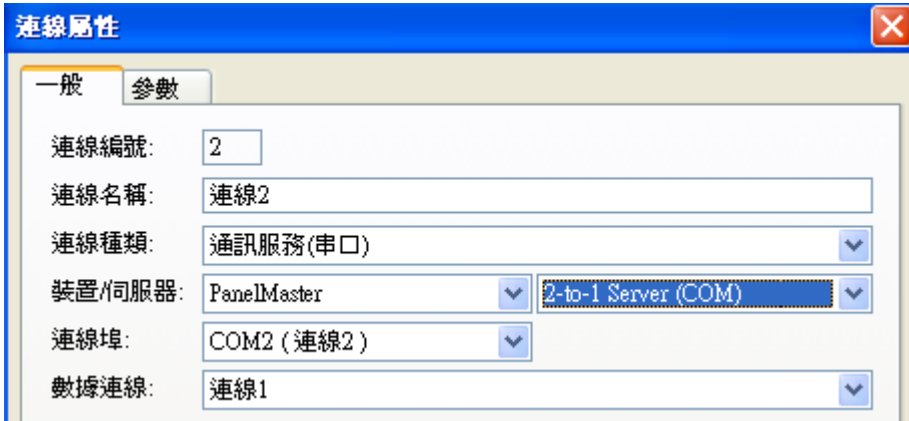 連線屬性
一般 參數
連線編號: 2
連線名稱: 連線2
連線種類: 通訊服務(串口)
裝置/伺服器: PanelMaster 2-to-1 Server (COM)
連線埠: COM2 ( 連線2 )
數據連線: 連線1